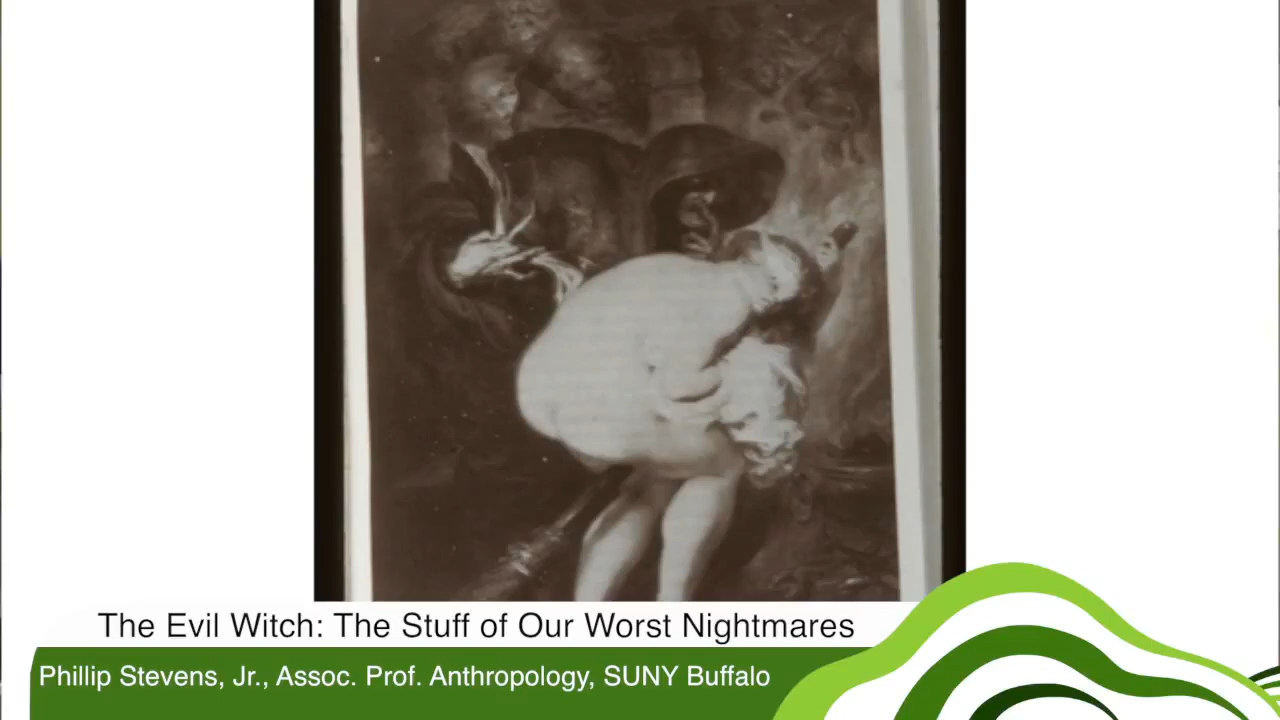 The Evil Witch: The Stuff of Our Worst Nightmares
Phillip Stevens, Jr., Assoc. Prof. Anthropology, SUNY Buffalo